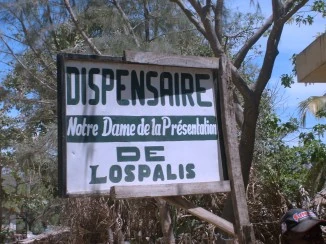 DISPENSAIRE
Notre Dame de la Présentation
DE
LOSPALIS